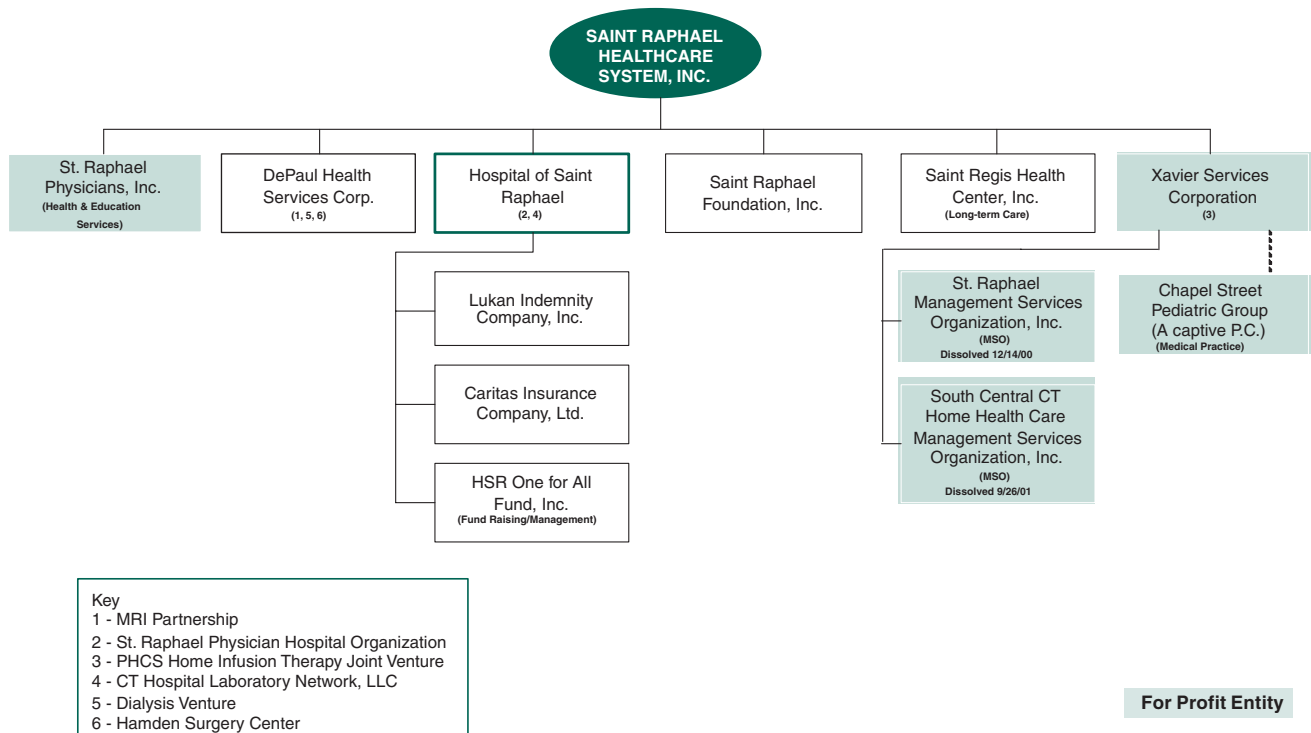 SAINT RAPHAEL
HEALTHCARE
SYSTEM, INC.
St. Raphael
Physicians, Inc.
(Health & Education
Services)
DePaul Health
Services Corp.
(1, 5, 6)
Hospital of Saint
Raphael
(2, 4)
Saint Raphael
Foundation, Inc.
Saint Regis Health
Center, Inc.
(Long-term Care)
Xavier Services
Corporation
(3)
Lukan Indemnity
Company, Inc.
Caritas Insurance
Company, Ltd.
HSR One for All
Fund, Inc.
(Fund Raising/Management)
St. Raphael
Management Services
Organization, Inc.
(MSO)
Dissolved 12/14/00
South Central CT
Home Health Care
Management Services
Organization, Inc.
(MSO)
Dissolved 9/26/01
Chapel Street
Pediatric Group
(A captive P.C.)
(Medical Practice)
Key
1 - MRI Partnership
2 - St. Raphael Physician Hospital Organization
3 - PHCS Home Infusion Therapy Joint Venture
4 - CT Hospital Laboratory Network, LLC
5 - Dialysis Venture
6 - Hamden Surgery Center
For Profit Entity